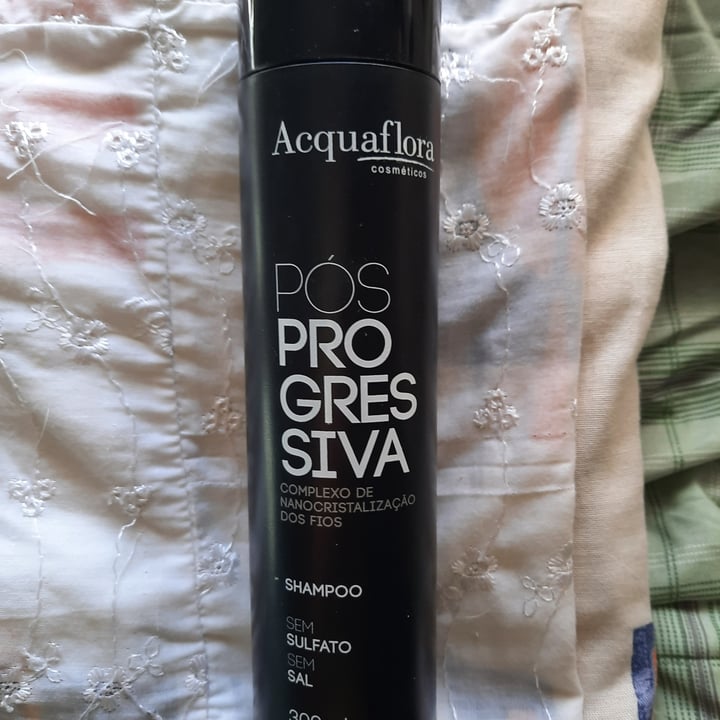 Acquaflora
cosméticos
PÓS
PRO
GRES
SIVA
COMPLEXO DE
NANOCRISTALIZAÇÃO
DOS FIOS
SHAMPOO
SEM
SULFATO
SEM
SAL